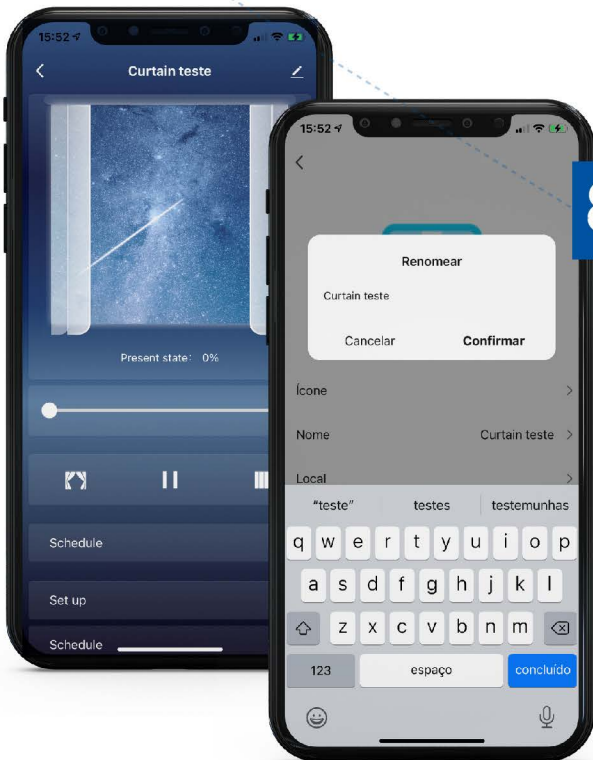 15:52
Curtain teste
Present state: 0%
Schedule
Set up
Schedule
15:52
Renomear
Curtain teste
Cancelar Confirmar
Ícone
Nome Curtain teste
Local
"teste" testes testemunhas
q w e r t y u i o p
a s d f g h j k l
z x c v b n m
123 espaço concluído